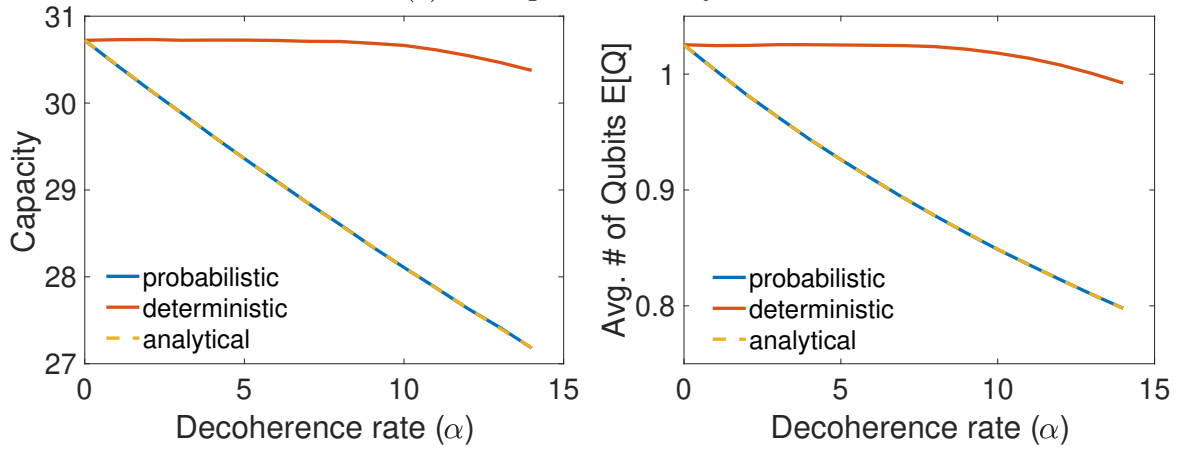 31
30
29
28
27
Capacity
probabilistic
deterministic
analytical
0 5 10 15
Decoherence rate (α)
1
0.9
0.8
Avg. # of Qubits E[Q]
probabilistic
deterministic
analytical
0 5 10 15
Decoherence rate (α)